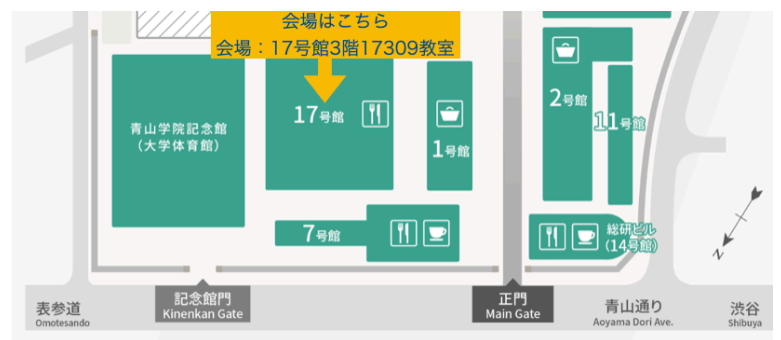 会場はこちら
会場：17号館3階17309教室
青山学院記念館
（大学体育館）
17号館
1号館
2号館
11号館
7号館
総研ビル
（14号館）
N
記念館門
Kinenkan Gate
正門
Main Gate
表参道
Omotesando
青山通り
Aoyama Dori Ave.
渋谷
Shibuya